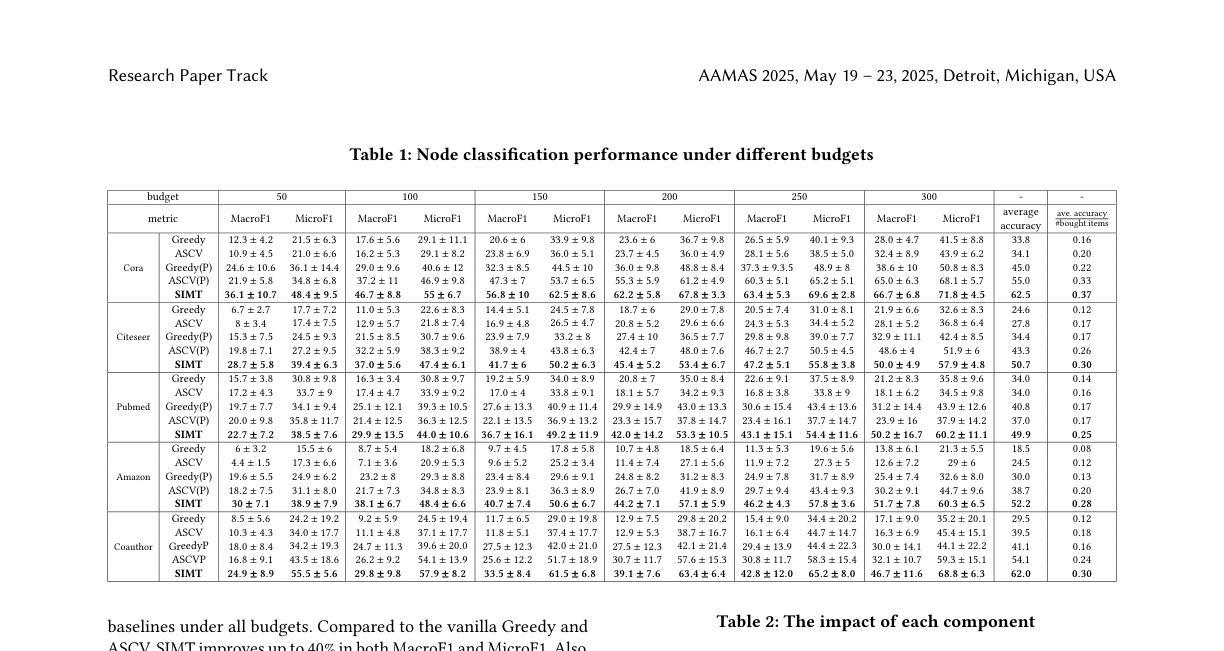 Research Paper Track
AAMAS 2025, May 19 – 23, 2025, Detroit, Michigan, USA
Table 1: Node classification performance under different budgets
budget 50 100 150 200 250 300 - -
metric MacroF1 MicroF1 MacroF1 MicroF1 MacroF1 MicroF1 MacroF1 MicroF1 MacroF1 MicroF1 MacroF1 MicroF1 average accuracy ave. accuracy / #bought.items
Cora
Greedy 12.3 ± 4.2 21.5 ± 6.3 17.6 ± 5.6 29.1 ± 11.1 20.6 ± 6 33.9 ± 9.8 23.6 ± 6 36.7 ± 9.8 26.5 ± 5.9 40.1 ± 9.3 28.0 ± 4.7 41.5 ± 8.8 33.8 0.16
ASCV 10.9 ± 4.5 21.0 ± 6.6 16.2 ± 5.3 29.1 ± 8.2 23.8 ± 6.9 36.0 ± 5.1 23.7 ± 4.5 36.0 ± 4.9 28.1 ± 5.6 38.5 ± 5.0 32.4 ± 8.9 43.9 ± 6.2 34.1 0.20
Greedy(P) 24.6 ± 10.6 36.1 ± 14.4 29.0 ± 9.6 40.6 ± 12 32.3 ± 8.5 44.5 ± 10 36.0 ± 9.8 48.8 ± 8.4 37.3 ± 9.3.5 48.9 ± 8 38.6 ± 10 50.8 ± 8.3 45.0 0.22
ASCV(P) 21.9 ± 5.8 34.8 ± 6.8 37.2 ± 11 46.9 ± 9.8 47.3 ± 7 53.7 ± 6.5 55.3 ± 5.9 61.2 ± 4.9 60.3 ± 5.1 65.2 ± 5.1 65.0 ± 6.3 68.1 ± 5.7 55.0 0.33
SIMT 36.1 ± 10.7 48.4 ± 9.5 46.7 ± 8.8 55 ± 6.7 56.8 ± 10 62.5 ± 8.6 62.2 ± 5.8 67.8 ± 3.3 63.4 ± 5.3 69.6 ± 2.8 66.7 ± 6.8 71.8 ± 4.5 62.5 0.37
Citeseer
Greedy 6.7 ± 2.7 17.7 ± 7.2 11.0 ± 5.3 22.6 ± 8.3 14.4 ± 5.1 24.5 ± 7.8 18.7 ± 6 29.0 ± 7.8 20.5 ± 7.4 31.0 ± 8.1 21.9 ± 6.6 32.6 ± 8.3 24.6 0.12
ASCV 8 ± 3.4 17.4 ± 7.5 12.9 ± 5.7 21.8 ± 7.4 16.9 ± 4.8 26.5 ± 4.7 20.8 ± 5.2 29.6 ± 6.6 24.3 ± 5.3 34.4 ± 5.2 28.1 ± 5.2 36.8 ± 6.4 27.8 0.17
Greedy(P) 15.3 ± 7.5 24.5 ± 9.3 21.5 ± 8.5 30.7 ± 9.6 23.9 ± 7.9 33.2 ± 8 27.4 ± 10 36.5 ± 7.7 29.8 ± 9.8 39.0 ± 7.7 32.9 ± 11.1 42.4 ± 8.5 34.4 0.17
ASCV(P) 19.8 ± 7.1 27.2 ± 9.5 32.2 ± 5.9 38.3 ± 9.2 38.9 ± 4 43.8 ± 6.3 42.4 ± 7 48.0 ± 7.6 46.7 ± 2.7 50.5 ± 4.5 48.6 ± 4 51.9 ± 6 43.3 0.26
SIMT 28.7 ± 5.8 39.4 ± 6.3 37.0 ± 5.6 47.4 ± 6.1 41.7 ± 6 50.2 ± 6.3 45.4 ± 5.2 53.4 ± 6.7 47.2 ± 5.1 55.8 ± 3.8 50.0 ± 4.9 57.9 ± 4.8 50.7 0.30
Pubmed
Greedy 15.7 ± 3.8 30.8 ± 9.8 16.3 ± 3.4 30.8 ± 9.7 19.2 ± 5.9 34.0 ± 8.9 20.8 ± 7 35.0 ± 8.4 22.6 ± 9.1 37.5 ± 8.9 21.2 ± 8.3 35.8 ± 9.6 34.0 0.14
ASCV 17.2 ± 4.3 33.7 ± 9 17.4 ± 4.7 33.9 ± 9.2 17.0 ± 4 33.8 ± 9.1 18.1 ± 5.7 34.2 ± 9.3 16.8 ± 3.8 33.8 ± 9 18.1 ± 6.2 34.5 ± 9.8 34.0 0.16
Greedy(P) 19.7 ± 7.7 34.1 ± 9.4 25.1 ± 12.1 39.3 ± 10.5 27.6 ± 13.3 40.9 ± 11.4 29.9 ± 14.9 43.0 ± 13.3 30.6 ± 15.4 43.4 ± 13.6 31.2 ± 14.4 43.9 ± 12.6 40.8 0.17
ASCV(P) 20.0 ± 9.8 35.8 ± 11.7 21.4 ± 12.5 36.3 ± 12.5 22.1 ± 13.5 36.9 ± 13.2 23.3 ± 15.7 37.8 ± 14.7 23.4 ± 16.1 37.7 ± 14.7 23.9 ± 16 37.9 ± 14.2 37.0 0.17
SIMT 22.7 ± 7.2 38.5 ± 7.6 29.9 ± 13.5 44.0 ± 10.6 36.7 ± 16.1 49.2 ± 11.9 42.0 ± 14.2 53.3 ± 10.5 43.1 ± 15.1 54.4 ± 11.6 50.2 ± 16.7 60.2 ± 11.1 49.9 0.25
Amazon
Greedy 6 ± 3.2 15.5 ± 6 8.7 ± 5.4 18.2 ± 6.8 9.7 ± 4.5 17.8 ± 5.8 10.7 ± 4.8 18.5 ± 6.4 11.3 ± 5.3 19.6 ± 5.6 13.8 ± 6.1 21.3 ± 5.5 18.5 0.08
ASCV 4.4 ± 1.5 17.3 ± 6.6 7.1 ± 3.6 20.9 ± 5.3 9.6 ± 5.2 25.2 ± 3.4 11.4 ± 7.4 27.1 ± 5.6 11.9 ± 7.2 27.3 ± 5 12.6 ± 7.2 29 ± 6 24.5 0.12
Greedy(P) 19.6 ± 5.5 24.9 ± 6.2 23.2 ± 8 29.3 ± 8.8 23.4 ± 8.4 29.6 ± 9.1 24.8 ± 8.2 31.2 ± 8.3 24.9 ± 7.8 31.7 ± 8.9 25.4 ± 7.4 32.6 ± 8.0 30.0 0.13
ASCV(P) 18.2 ± 7.5 31.1 ± 8.0 21.7 ± 7.3 34.8 ± 8.3 23.9 ± 8.1 36.3 ± 8.9 26.7 ± 7.0 41.9 ± 8.9 29.7 ± 9.4 43.4 ± 9.3 30.2 ± 9.1 44.7 ± 9.6 38.7 0.20
SIMT 30 ± 7.1 38.9 ± 7.9 38.1 ± 6.7 48.4 ± 6.6 40.7 ± 7.4 50.6 ± 6.7 44.2 ± 7.1 57.1 ± 5.9 46.2 ± 4.3 57.8 ± 3.6 51.7 ± 7.8 60.3 ± 6.5 52.2 0.28
Coauthor
Greedy 8.5 ± 5.6 24.2 ± 19.2 9.2 ± 5.9 24.5 ± 19.4 11.7 ± 6.5 29.0 ± 19.8 12.9 ± 7.5 29.8 ± 20.2 15.4 ± 9.0 34.4 ± 20.2 17.1 ± 9.0 35.2 ± 20.1 29.5 0.12
ASCV 10.3 ± 4.3 34.0 ± 17.7 11.1 ± 4.8 37.1 ± 17.7 11.8 ± 5.1 37.4 ± 17.7 12.9 ± 5.3 38.7 ± 16.7 16.1 ± 6.4 44.7 ± 14.7 16.3 ± 6.9 45.4 ± 15.1 39.5 0.18
GreedyP 18.0 ± 8.4 34.2 ± 19.3 24.7 ± 11.3 39.6 ± 20.0 27.5 ± 12.3 42.0 ± 21.0 27.5 ± 12.3 42.1 ± 21.4 29.4 ± 13.9 44.4 ± 22.3 30.0 ± 14.1 44.1 ± 22.2 41.1 0.16
ASCVP 16.8 ± 9.1 43.5 ± 18.6 26.2 ± 9.2 54.1 ± 13.9 25.6 ± 12.2 51.7 ± 18.9 30.7 ± 11.7 57.6 ± 15.3 30.8 ± 11.7 58.3 ± 15.4 32.1 ± 10.7 59.3 ± 15.1 54.1 0.24
SIMT 24.9 ± 8.9 55.5 ± 5.6 29.8 ± 9.8 57.9 ± 8.2 33.5 ± 8.4 61.5 ± 6.8 39.1 ± 7.6 63.4 ± 6.4 42.8 ± 12.0 65.2 ± 8.0 46.7 ± 11.6 68.8 ± 6.3 62.0 0.30
baselines under all budgets. Compared to the vanilla Greedy and
ASCV, SIMT improves up to 40% in both MacroF1 and MicroF1. Also
Table 2: The impact of each component